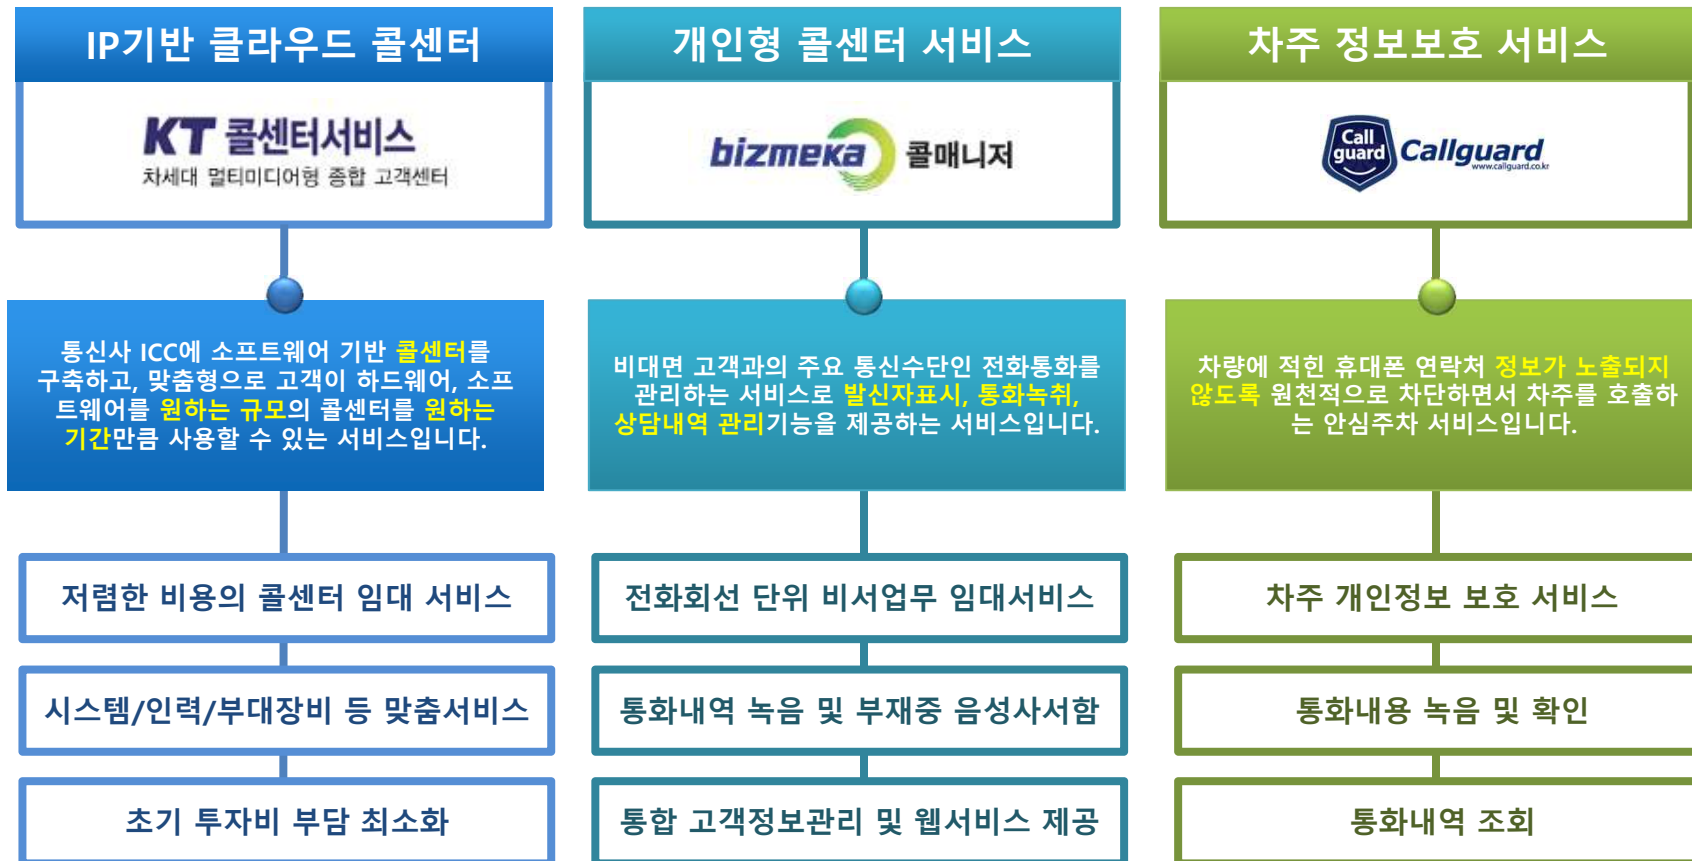 IP기반 클라우드 콜센터
KT 콜센터서비스
차세대 멀티미디어형 종합 고객센터
통신사 ICC에 소프트웨어 기반 콜센터를
구축하고, 맞춤형으로 고객이 하드웨어, 소프
트웨어를 원하는 규모의 콜센터를 원하는
기간만큼 사용할 수 있는 서비스입니다.
저렴한 비용의 콜센터 임대 서비스
시스템/인력/부대장비 등 맞춤서비스
초기 투자비 부담 최소화
개인형 콜센터 서비스
bizmeka 콜매니저
비대면 고객과의 주요 통신수단인 전화통화를
관리하는 서비스로 발신자표시, 통화녹취,
상담내역 관리기능을 제공하는 서비스입니다.
전화회선 단위 비서업무 임대서비스
통화내역 녹음 및 부재중 음성사서함
통합 고객정보관리 및 웹서비스 제공
차주 정보보호 서비스
Call
guard
Callguard
www.callguard.co.kr
차량에 적힌 휴대폰 연락처 정보가 노출되지
않도록 원천적으로 차단하면서 차주를 호출하
는 안심주차 서비스입니다.
차주 개인정보 보호 서비스
통화내용 녹음 및 확인
통화내역 조회